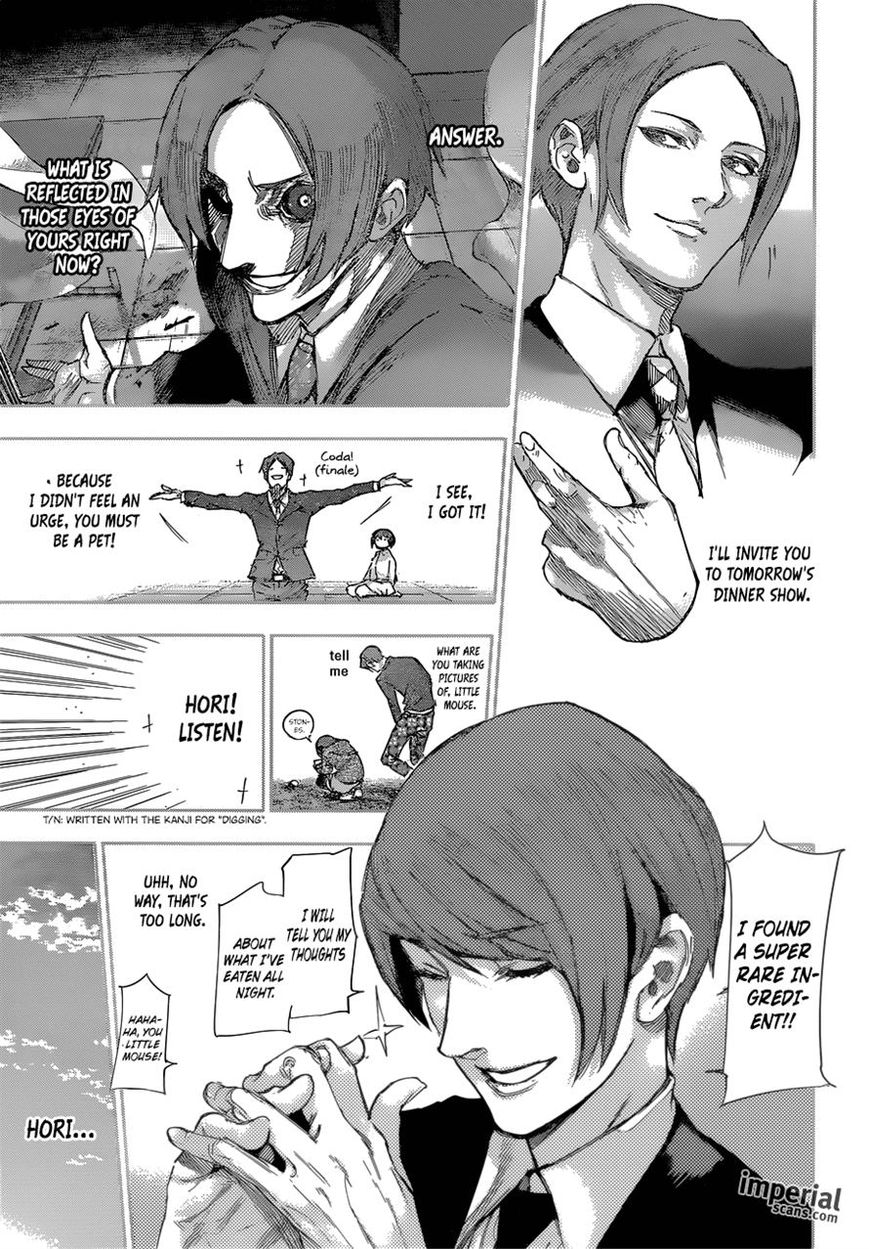 I'LL INVITE YOU
TO TOMORROW'S
DINNER SHOW.
ANSWER.
WHAT IS
REFLECTED IN
THOSE EYES OF
YOURS RIGHT
NOW?
I SEE,
I GOT IT!
Coda!
(finale)
BECAUSE
I DIDN'T FEEL AN
URGE, YOU MUST
BE A PET!
WHAT ARE
YOU TAKING
PICTURES
OF, LITTLE
MOUSE.
tell
me
STON-
ES.
HORI!
LISTEN!
T/N: WRITTEN WITH THE KANJI FOR "DIGGING".
I FOUND
A SUPER
RARE IN-
GREDI-
ENT!!
I WILL
TELL YOU MY
THOUGHTS
ABOUT
WHAT I'VE
EATEN ALL
NIGHT.
UHH, NO
WAY, THAT'S
TOO LONG.
HAHA-
HA, YOU
LITTLE
MOUSE!
HORI...
imperial
scans.com